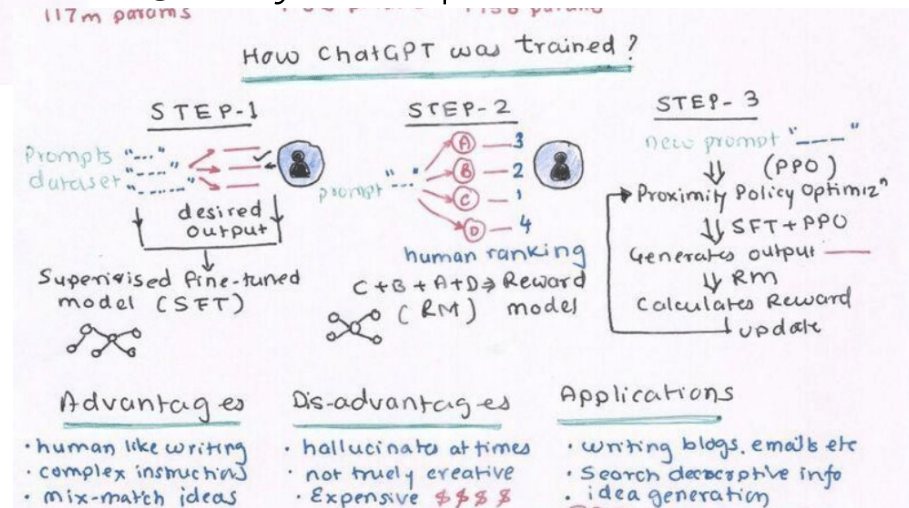 117m params
How ChatGPT was trained?
STEP-1
Prompts "---"
dataset "-----"
"------"
desired
output
Supervised fine-tuned
model (SFT)
STEP-2
prompt "---"
A 3
B 2
C 1
D 4
human ranking
C+B+A+D⇒ Reward
(RM) model
STEP-3
new prompt "-----"
(PPO)
Proximity Policy Optimizⁿ
SFT+PPO
Generates output
RM
Calculates Reward
update
Advantages
• human like writing
• complex instructions
• mix-match ideas
Dis-advantages
• hallucinate at times
• not truely creative
• Expensive $$$$
Applications
• writing blogs, emails etc
• Search info
• idea generation